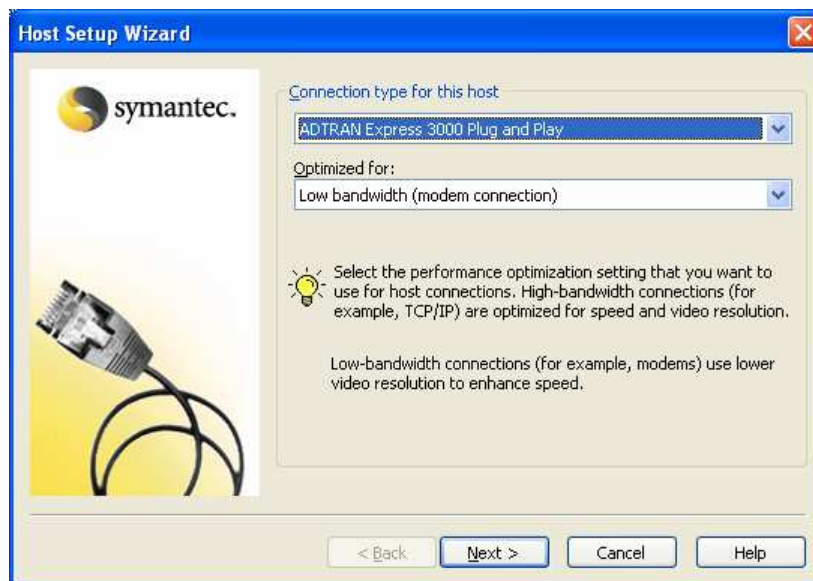 Host Setup Wizard
symantec.
Connection type for this host
ADTRAN Express 3000 Plug and Play
Optimized for:
Low bandwidth (modem connection)
Select the performance optimization setting that you want to
use for host connections. High-bandwidth connections (for
example, TCP/IP) are optimized for speed and video resolution.
Low-bandwidth connections (for example, modems) use lower
video resolution to enhance speed.
< Back
Next >
Cancel
Help